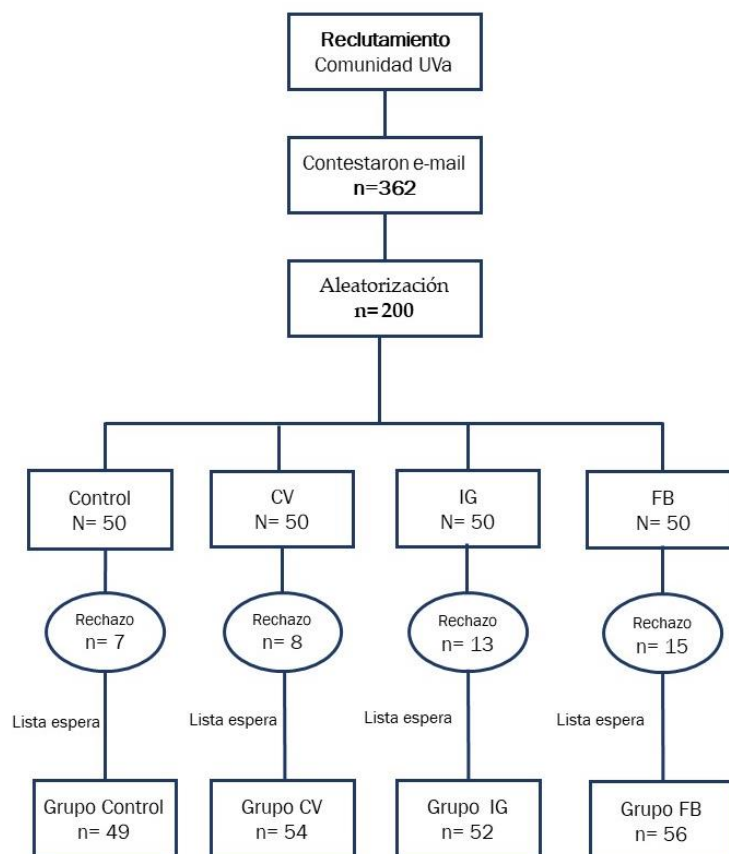 Reclutamiento
Comunidad UVa
Contestaron e-mail
n=362
Aleatorización
n=200
Control
N= 50
CV
N= 50
IG
N= 50
FB
N= 50
Rechazo
n= 7
Rechazo
n= 8
Rechazo
n= 13
Rechazo
n= 15
Lista espera
Lista espera
Lista espera
Lista espera
Grupo Control
n= 49
Grupo CV
n= 54
Grupo IG
n= 52
Grupo FB
n= 56